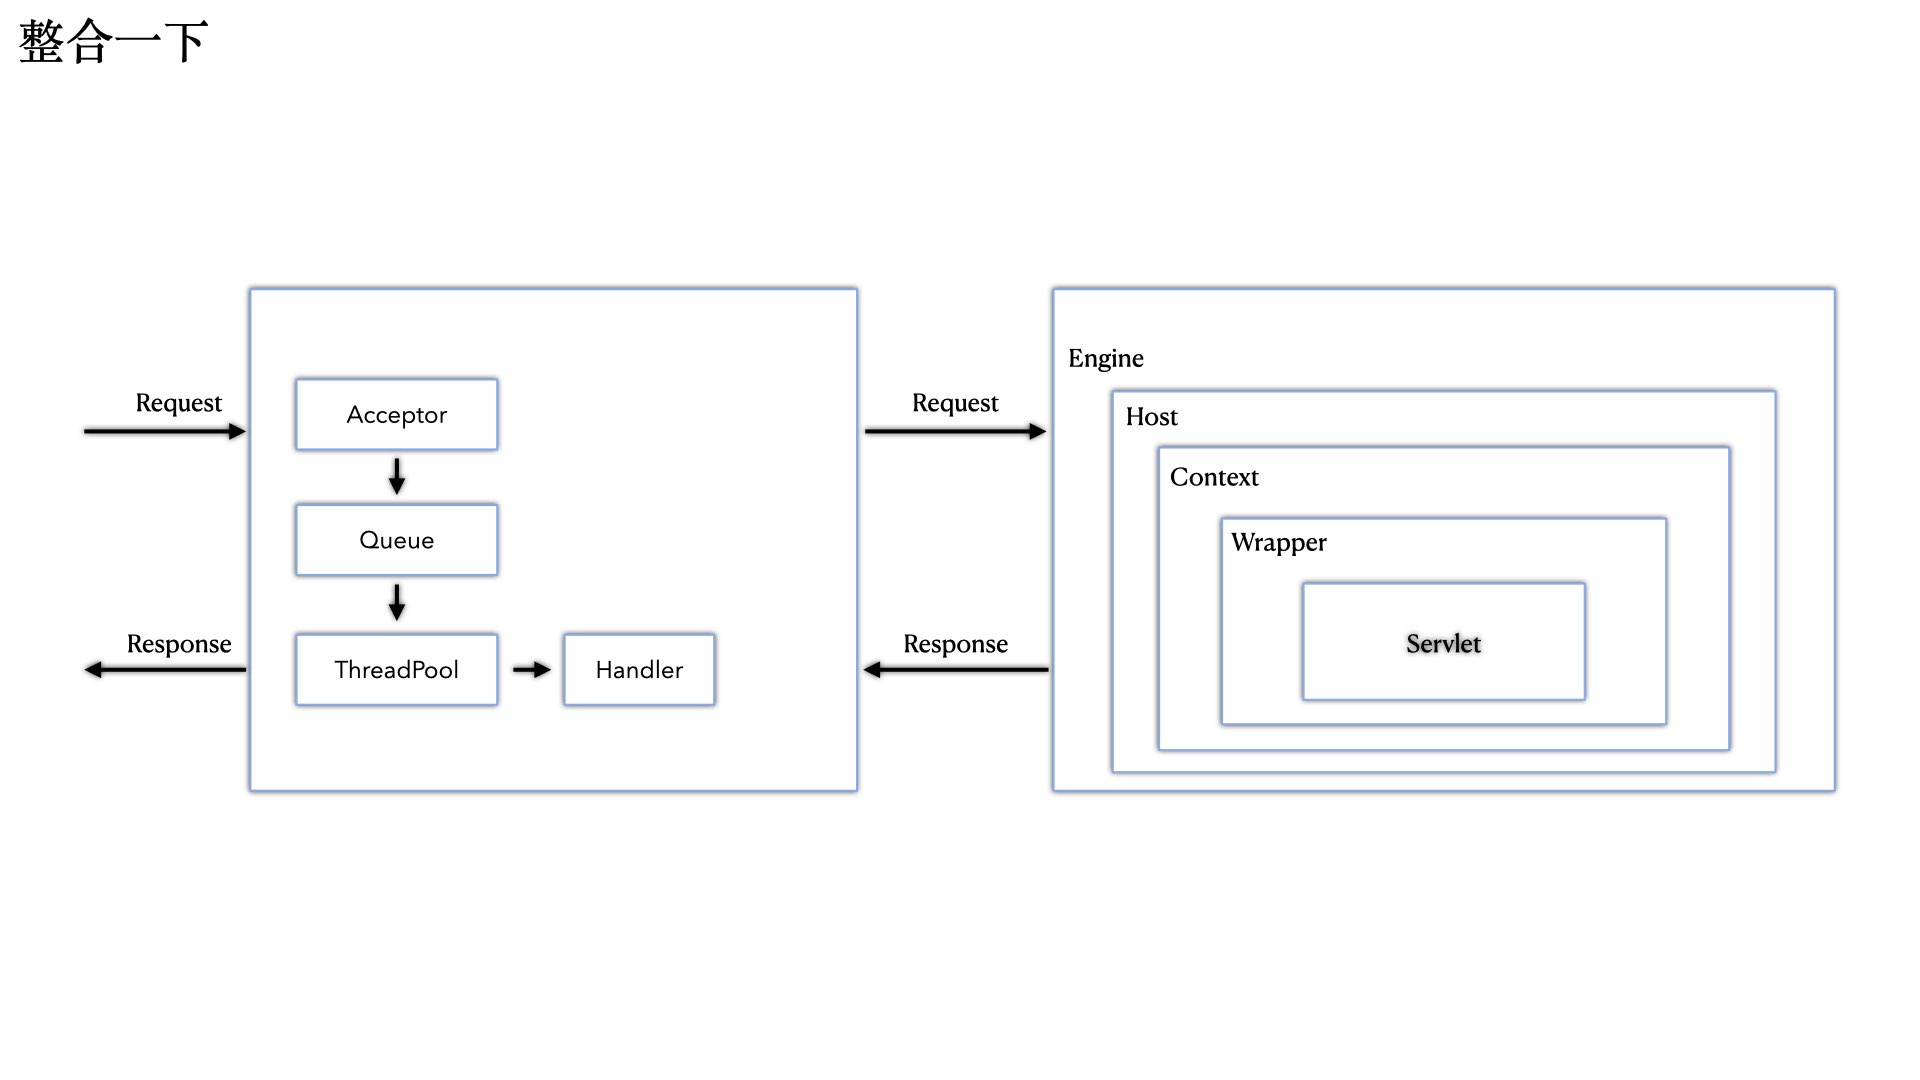 整合一下
Request
Acceptor
Queue
ThreadPool
Handler
Response
Request
Response
Engine
Host
Context
Wrapper
Servlet